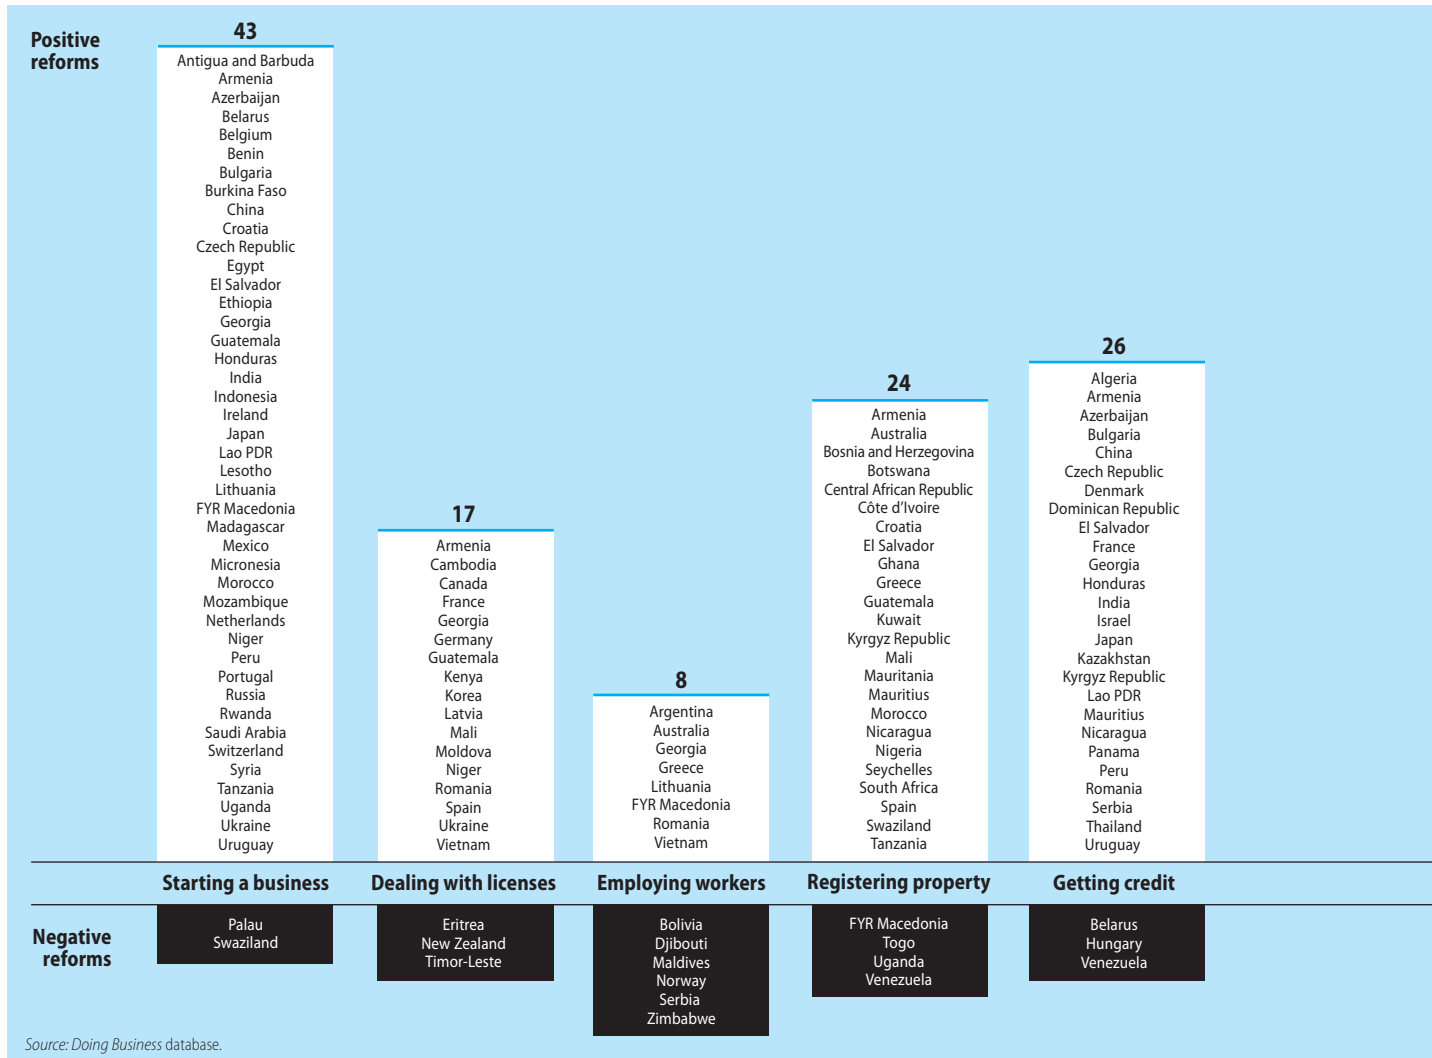 Positive
reforms
43
Antigua and Barbuda
Armenia
Azerbaijan
Belarus
Belgium
Benin
Bulgaria
Burkina Faso
China
Croatia
Czech Republic
Egypt
El Salvador
Ethiopia
Georgia
Guatemala
Honduras
India
Indonesia
Ireland
Japan
Lao PDR
Lesotho
Lithuania
FYR Macedonia
Madagascar
Mexico
Micronesia
Morocco
Mozambique
Netherlands
Niger
Peru
Portugal
Russia
Rwanda
Saudi Arabia
Switzerland
Syria
Tanzania
Uganda
Ukraine
Uruguay
17
Armenia
Cambodia
Canada
France
Georgia
Germany
Guatemala
Kenya
Korea
Latvia
Mali
Moldova
Niger
Romania
Spain
Ukraine
Vietnam
8
Argentina
Australia
Georgia
Greece
Lithuania
FYR Macedonia
Romania
Vietnam
24
Armenia
Australia
Bosnia and Herzegovina
Botswana
Central African Republic
Côte d’Ivoire
Croatia
El Salvador
Ghana
Greece
Guatemala
Kuwait
Kyrgyz Republic
Mali
Mauritania
Mauritius
Morocco
Nicaragua
Nigeria
Seychelles
South Africa
Spain
Swaziland
Tanzania
26
Algeria
Armenia
Azerbaijan
Bulgaria
China
Czech Republic
Denmark
Dominican Republic
El Salvador
France
Georgia
Honduras
India
Israel
Japan
Kazakhstan
Kyrgyz Republic
Lao PDR
Mauritius
Nicaragua
Panama
Peru
Romania
Serbia
Thailand
Uruguay
Starting a business
Dealing with licenses
Employing workers
Registering property
Getting credit
Negative
reforms
Palau
Swaziland
Eritrea
New Zealand
Timor-Leste
Bolivia
Djibouti
Maldives
Norway
Serbia
Zimbabwe
FYR Macedonia
Togo
Uganda
Venezuela
Belarus
Hungary
Venezuela
Source: Doing Business database.